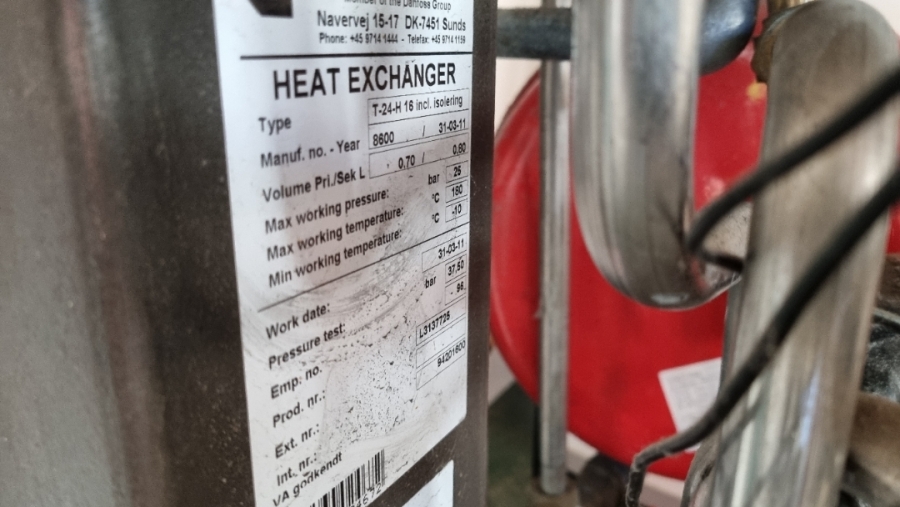 Member of the Danfoss Group
Navervej 15-17 DK-7451 Sunds
Phone: +45 9714 1444 - Telefax: +45 9714 1159
HEAT EXCHANGER
Type T-24-H 16 incl. isolering
Manuf. no. - Year 8600 / 31-03-11
Volume Pri./Sek L 0,70 / 0,80
Max working pressure: bar 25
Max working temperature: °C 180
Min working temperature: °C -10
Work date: 31-03-11
Pressure test: bar 37,50
Emp: no. - 96,
Prod. nr.: L3137725
Ext. nr.: 94201600
Int. nr.:
VA godkendt